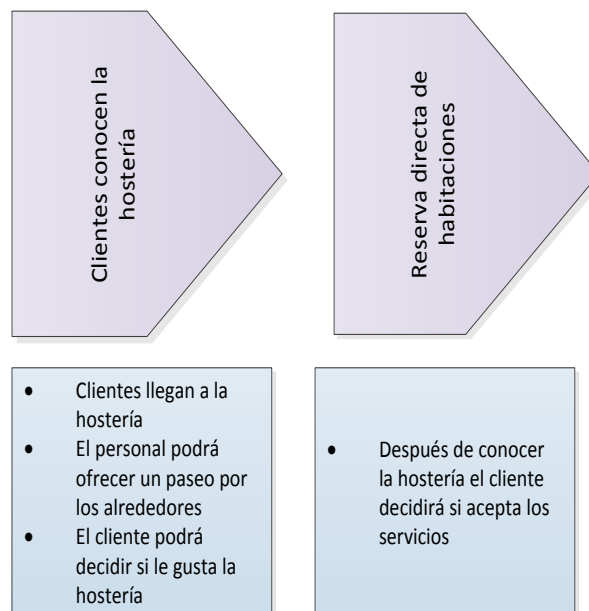 Clientes conocen la
hostería
Reserva directa de
habitaciones
• Clientes llegan a la
hostería
• El personal podrá
ofrecer un paseo por
los alrededores
• El cliente podrá
decidir si le gusta la
hostería
• Después de conocer
la hostería el cliente
decidirá si acepta los
servicios